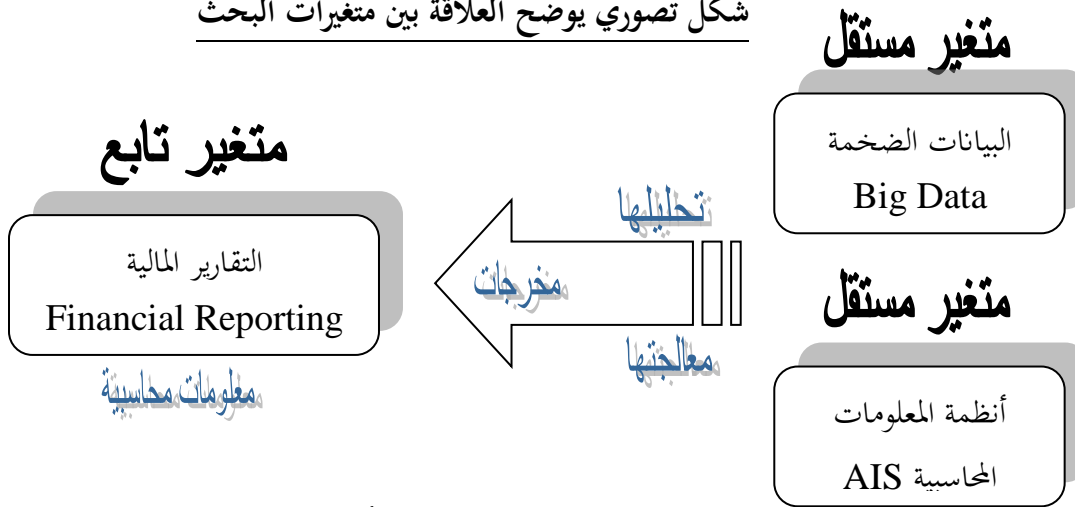 شكل تصوري يوضح العلاقة بين متغيرات البحث
متغير مستقل
البيانات الضخمة
Big Data
متغير تابع
التقارير المالية
Financial Reporting
معلومات محاسبية
تحليلها
مخرجات
معالجتها
متغير مستقل
أنظمة المعلومات
المحاسبية AIS